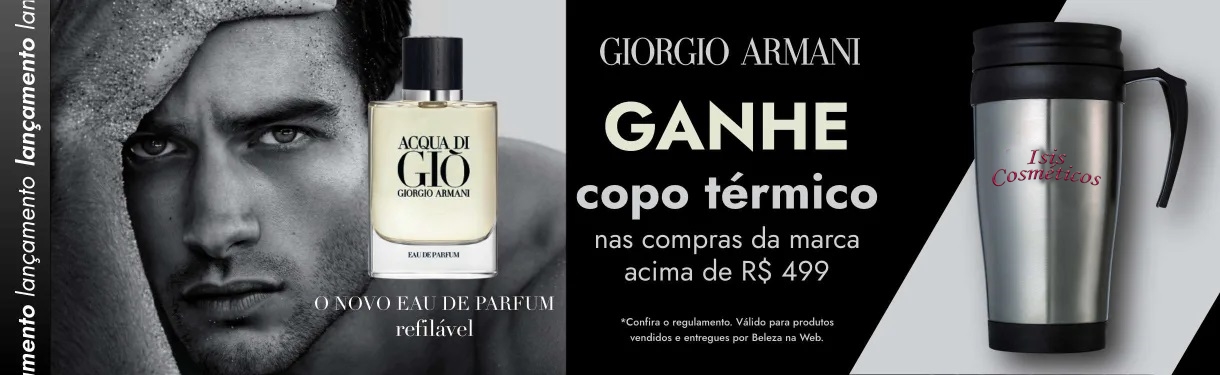 lançamento lançamento lançamento lan
amento
ACQUA DI
GIÒ
GIORGIO ARMANI
EAU DE PARFUM
O NOVO EAU DE PARFUM
refilável
GIORGIO ARMANI
GANHE
copo térmico
nas compras da marca
acima de R$ 499
*Confira o regulamento. Válido para produtos
vendidos e entregues por Beleza na Web.
Isis
Cosméticos